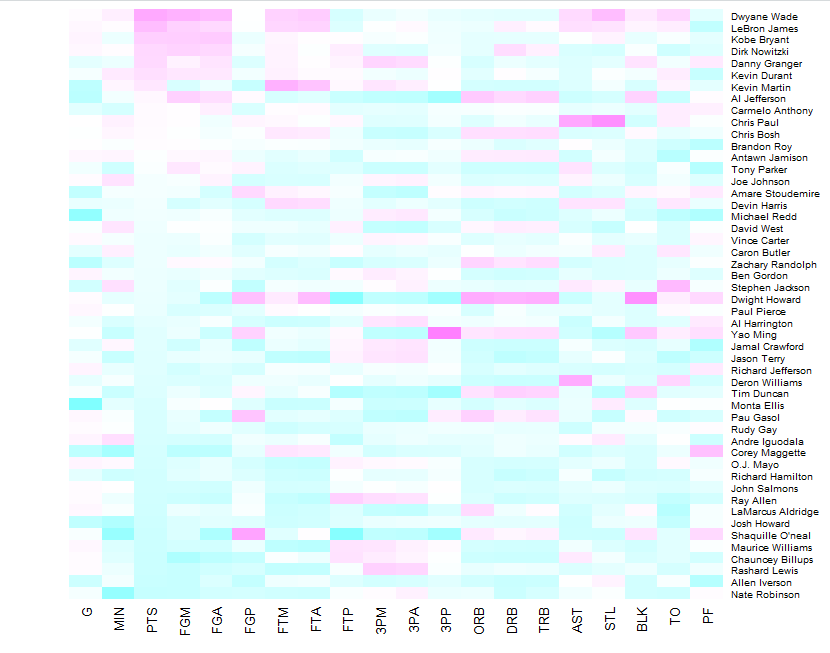 Dwyane Wade
LeBron James
Kobe Bryant
Dirk Nowitzki
Danny Granger
Kevin Durant
Kevin Martin
Al Jefferson
Carmelo Anthony
Chris Paul
Chris Bosh
Brandon Roy
Antawn Jamison
Tony Parker
Joe Johnson
Amare Stoudemire
Devin Harris
Michael Redd
David West
Vince Carter
Caron Butler
Zachary Randolph
Ben Gordon
Stephen Jackson
Dwight Howard
Paul Pierce
Al Harrington
Yao Ming
Jamal Crawford
Jason Terry
Richard Jefferson
Deron Williams
Tim Duncan
Monta Ellis
Pau Gasol
Rudy Gay
Andre Iguodala
Corey Maggette
O.J. Mayo
Richard Hamilton
John Salmons
Ray Allen
LaMarcus Aldridge
Josh Howard
Shaquille O'neal
Maurice Williams
Chauncey Billups
Rashard Lewis
Allen Iverson
Nate Robinson
G
MIN
PTS
FGM
FGA
FGP
FTM
FTA
FTP
3PM
3PA
3PP
ORB
DRB
TRB
AST
STL
BLK
TO
PF